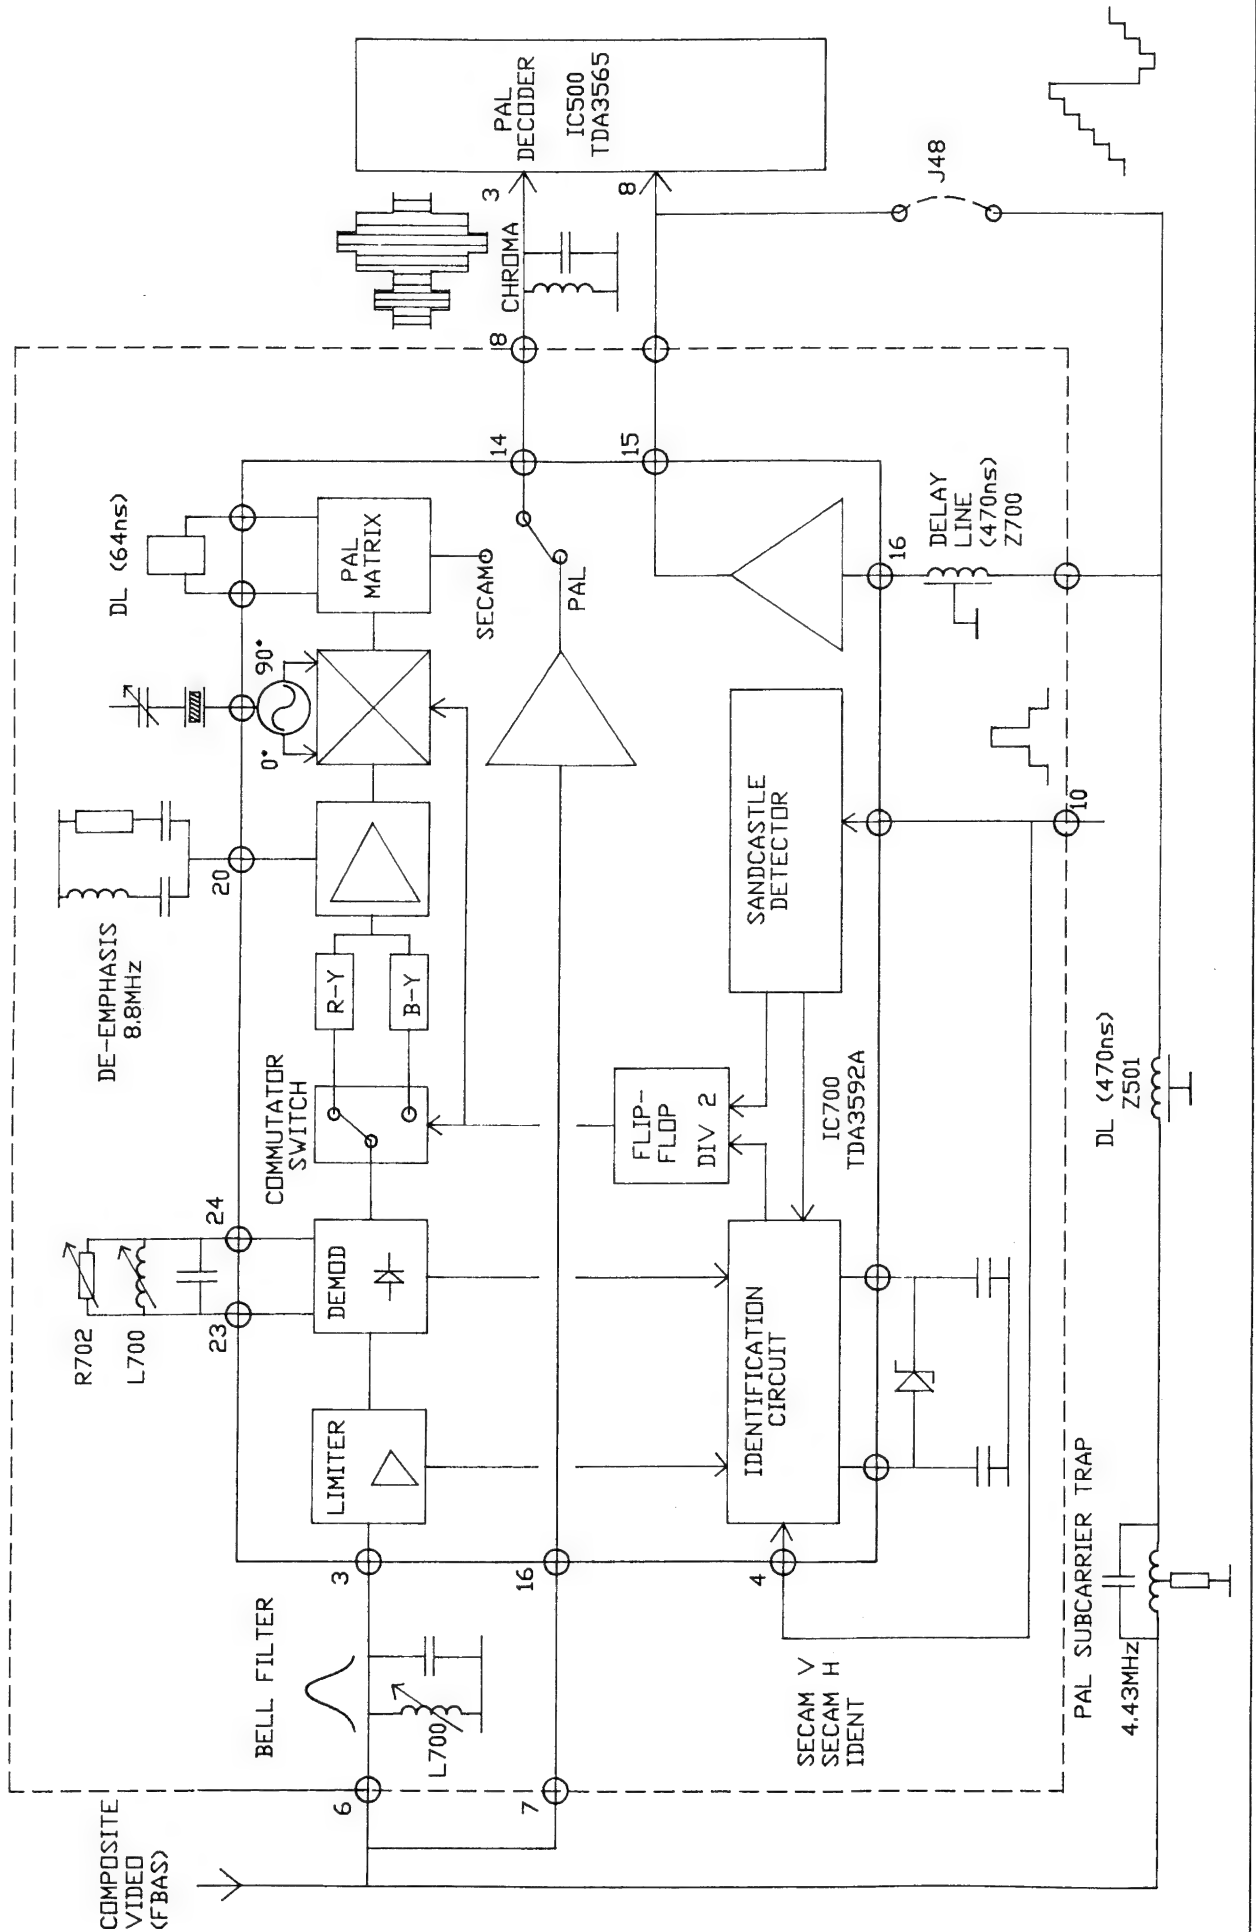 COMPOSITE
VIDEO
(FBAS)
6
7
BELL FILTER
L700
3
16
4
SECAM V
SECAM H
IDENT
PAL SUBCARRIER TRAP
4.43MHz
R702
L700
23
24
LIMITER
DEMOD
COMMUTATOR
SWITCH
R-Y
B-Y
DE-EMPHASIS
8.8MHz
20
0°
90°
DL (64ns)
PAL
MATRIX
SECAM
PAL
IDENTIFICATION
CIRCUIT
FLIP-
FLOP
DIV 2
IC700
TDA3592A
SANDCASTLE
DETECTOR
10
DL (470ns)
Z501
14
15
16
DELAY
LINE
(470ns)
Z700
8
CHROMA
3
8
PAL
DECODER
IC500
TDA3565
J48